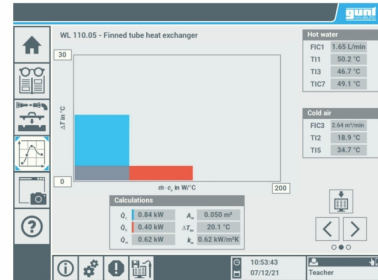 gunt
WL 110.05 - Finned tube heat exchanger
30
ΔT in °C
0
ṁ· cₚ in W/°C
200
Hot water
FIC1 1.65 L/min
TI1 50.2 °C
TI3 46.7 °C
TIC7 49.1 °C
Cold air
FIC3 2.64 m³/min
TI2 18.9 °C
TI5 34.7 °C
Calculations
0.84 kW Aₘ 0.050 m²
0.40 kW ΔTₘ 20.1 °C
Q̇ₘ 0.62 kW kₘ 0.62 kW/m²K
10:53:43
07/12/21
Teacher